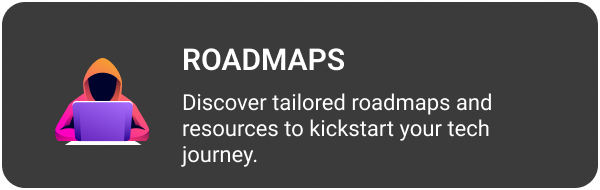 ROADMAPS
Discover tailored roadmaps and
resources to kickstart your tech
journey.